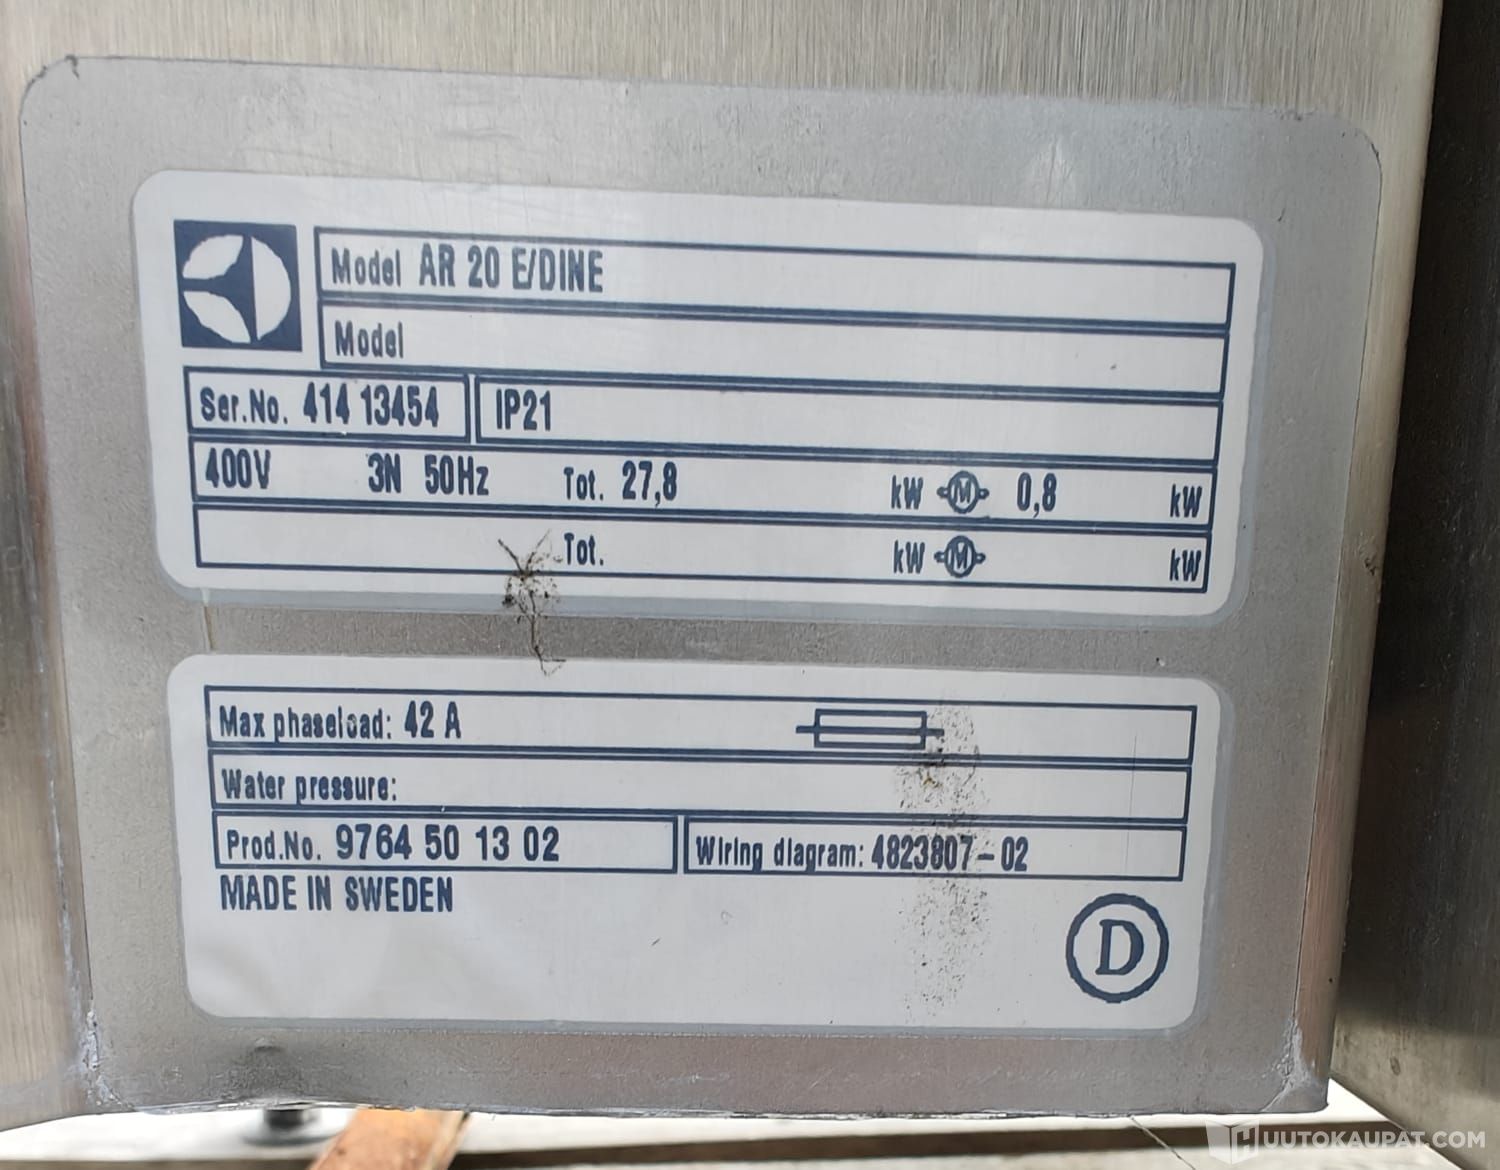 Model AR 20 E/DINE
Model
Ser.No. 414 13454 IP21
400V 3N 50Hz Tot. 27,8 kW M 0,8 kW
Tot. kW M kW
Max phaseload: 42 A
Water pressure:
Prod.No. 9764 50 13 02 Wiring diagram: 4823807-02
MADE IN SWEDEN
D
HUUTOKAUPAT.COM